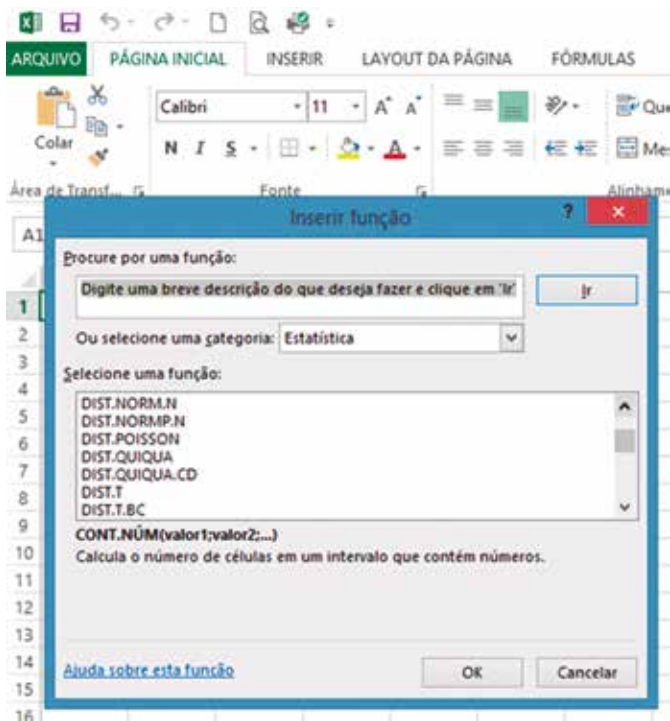 ARQUIVO PÁGINA INICIAL INSERIR LAYOUT DA PÁGINA FÓRMULAS
Calibri 11 A A
Colar
N I S A
Área de Transf... Fonte
Inserir função ?
A1
Procure por uma função:
Digite uma breve descrição do que deseja fazer e clique em 'Ir'
Ir
Ou selecione uma categoria: Estatística
Selecione uma função:
DIST.NORM.N
DIST.NORMP.N
DIST.POISSON
DIST.QUIQUA
DIST.QUIQUA.CD
DIST.T
DIST.T.BC
CONT.NÚM(valor1;valor2;...)
Calcula o número de células em um intervalo que contém números.
Ajuda sobre esta função OK Cancelar
1
2
3
4
5
6
7
8
9
10
11
12
13
14
15
16